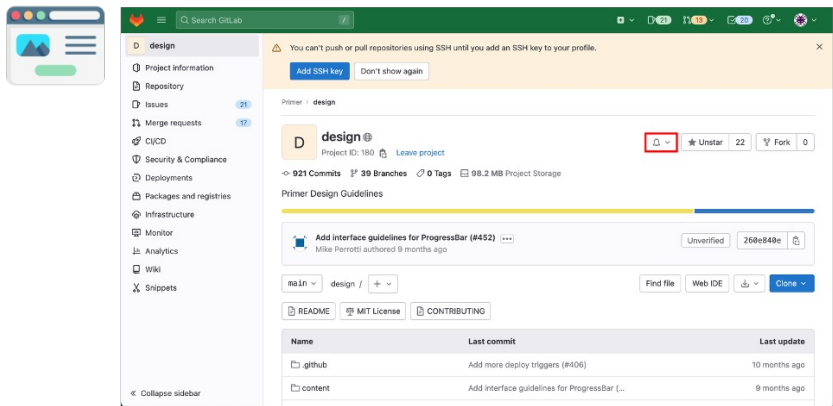 Search GitLab /
21 13 20
D design
Project information
Repository
Issues 21
Merge requests 17
CI/CD
Security & Compliance
Deployments
Packages and registries
Infrastructure
Monitor
Analytics
Wiki
Snippets
Collapse sidebar
You can't push or pull repositories using SSH until you add an SSH key to your profile.
Add SSH key Don't show again
Primer › design
D
design
Project ID: 180 Leave project
Unstar 22 Fork 0
921 Commits 39 Branches 0 Tags 98.2 MB Project Storage
Primer Design Guidelines
Add interface guidelines for ProgressBar (#452)
Mike Perrotti authored 9 months ago
Unverified 260e840e
main design / +
Find file Web IDE Clone
README MIT License CONTRIBUTING
Name Last commit Last update
.github Add more deploy triggers (#406) 10 months ago
content Add interface guidelines for ProgressBar (... 9 months ago